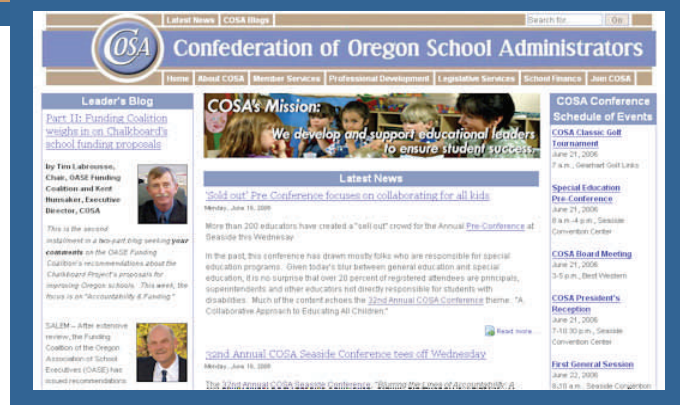 Latest News COSA Blogs
Search for... Go
COSA
Confederation of Oregon School Administrators
Home About COSA Member Services Professional Development Legislative Services School Finance Join COSA
Leader's Blog
Part II: Funding Coalition
weighs in on Chalkboard's
school funding proposals
by Tim Labrousse,
Chair, OASE Funding
Coalition and Kent
Hunsaker, Executive
Director, COSA
This is the second
installment in a two-part blog seeking your
comments on the OASE Funding
Coalition's recommendations about the
Chalkboard Project's proposals for
improving Oregon schools. This week, the
focus is on "Accountability & Funding."
SALEM – After extensive
review, the Funding
Coalition of the Oregon
Association of School
Executives (OASE) has
issued recommendations
COSA's Mission:
We develop and support educational leaders
to ensure student success.
Latest News
'Sold out' Pre Conference focuses on collaborating for all kids
Monday, June 19, 2006
More than 200 educators have created a "sell out" crowd for the Annual Pre-Conference at
Seaside this Wednesay.
In the past, this conference has drawn mostly folks who are responsible for special
education programs. Given today's blur between general education and special
education, it is no surprise that over 20 percent of registered attendees are principals,
superintendents and other educators not directly responsible for students with
disabilities. Much of the content echoes the 32nd Annual COSA Conference theme: "A
Collaborative Approach to Educating All Children."
Read more ...
32nd Annual COSA Seaside Conference tees off Wednesday
Monday, June 19, 2006
The 32nd Annual COSA Seaside Conference, "Blurring the Lines of Accountability: A
COSA Conference
Schedule of Events
COSA Classic Golf
Tournament
June 21, 2006
7 a.m., Gearhart Golf Links
Special Education
Pre-Conference
June 21, 2006
8 a.m.-4 p.m., Seaside
Convention Center
COSA Board Meeting
June 21, 2006
3-5 p.m., Best Western
COSA President's
Reception
June 21, 2006
7-10:30 p.m., Seaside
Convention Center
First General Session
June 22, 2006
Seaside Convention